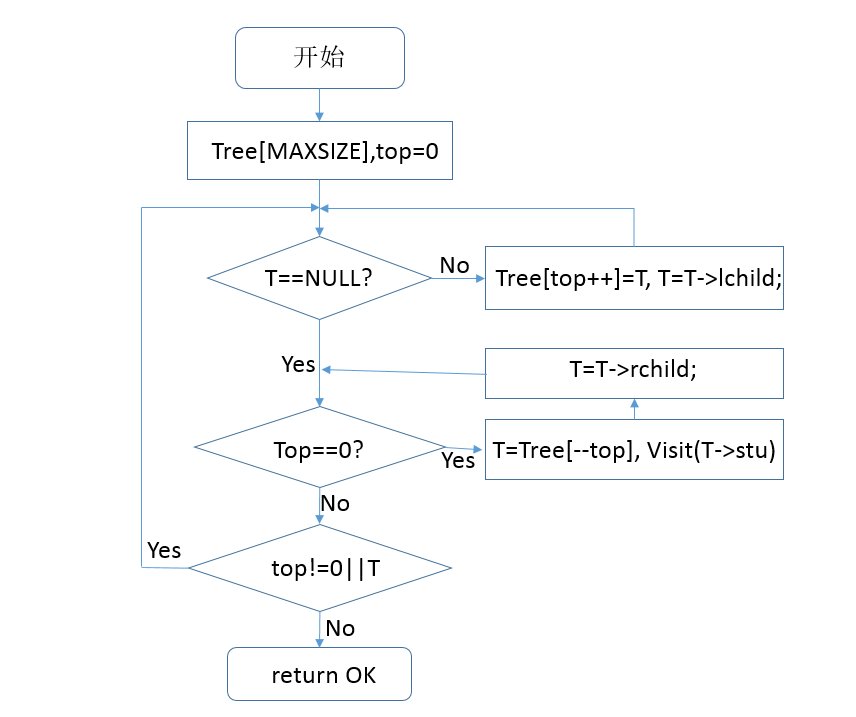 开始
Tree[MAXSIZE],top=0
T==NULL?
No
Tree[top++]=T, T=T->lchild;
Yes
T=T->rchild;
Top==0?
Yes
T=Tree[--top], Visit(T->stu)
No
Yes
top!=0||T
No
return OK